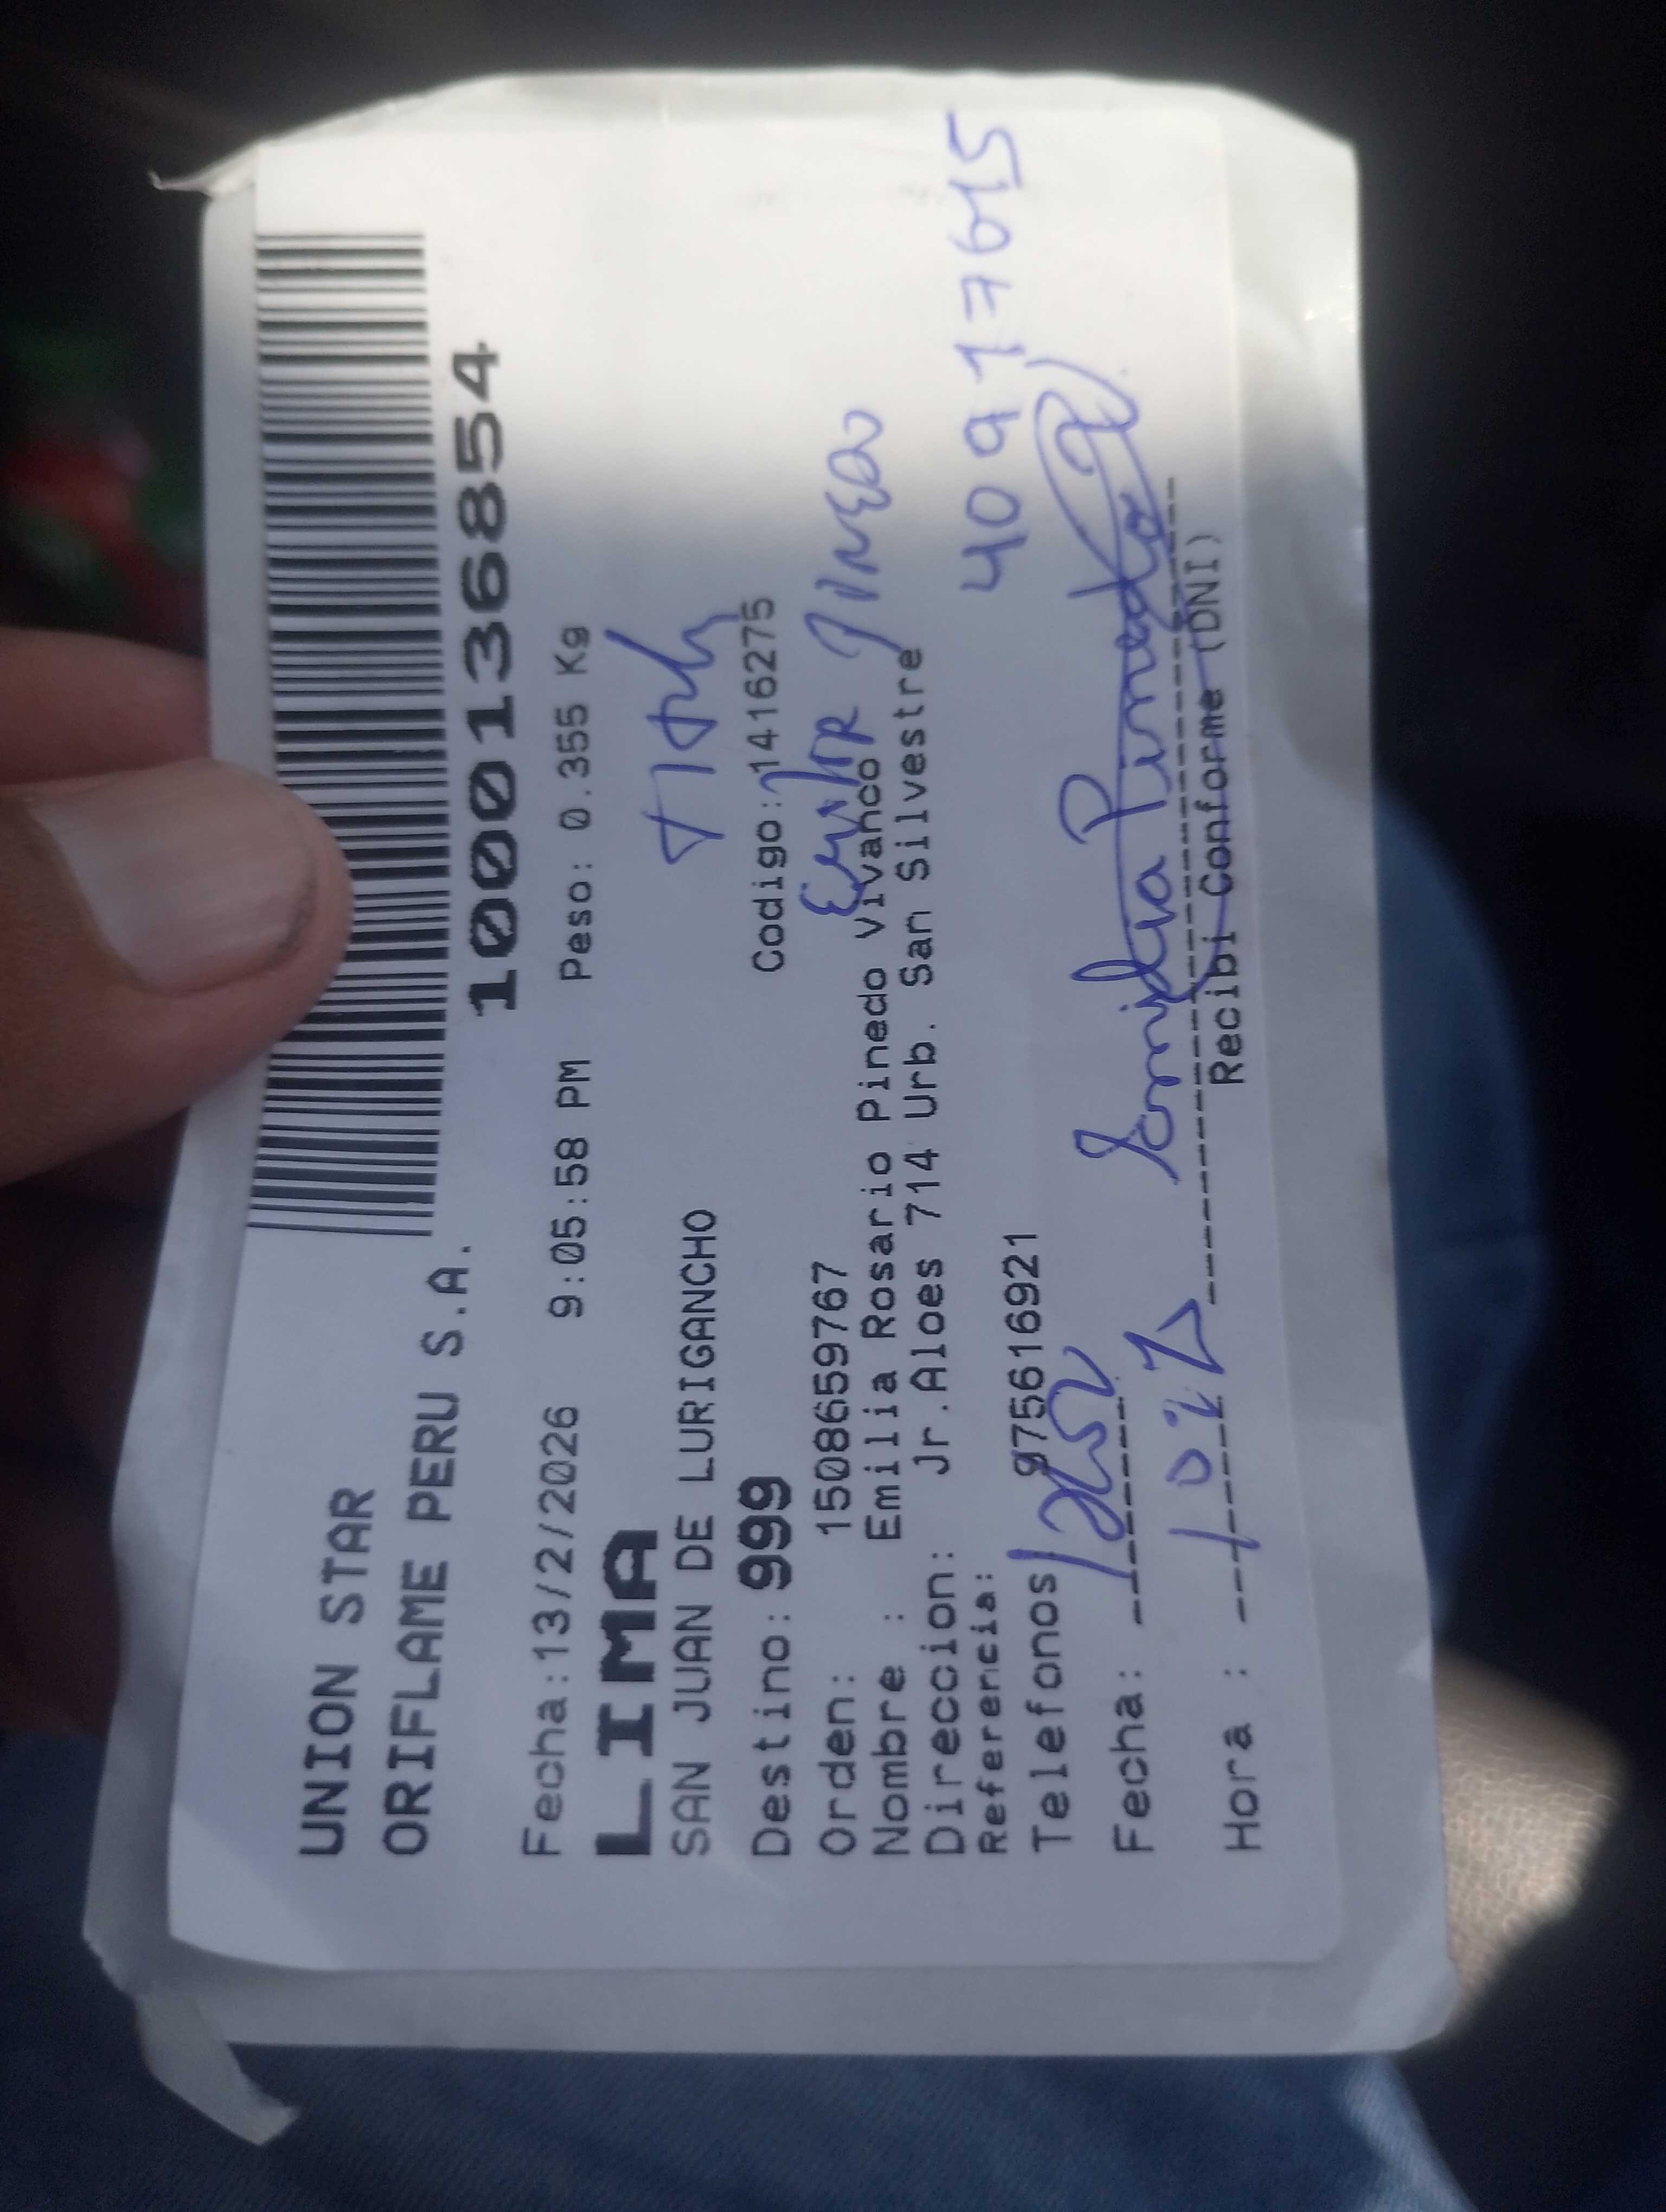 UNION STAR
ORIFLAME PERU S.A.
1000136854
Fecha:13/2/2026 9:05:58 PM Peso: 0.355 Kg
LIMA
SAN JUAN DE LURIGANCHO
Destino: 999 Codigo:1416275
Orden: 1508659767
Nombre : Emilia Rosario Pinedo Vivanco
Direccion: Jr.Aloes 714 Urb. San Silvestre
Referencia:
40917615
Telefonos 975616921
Fecha:
Pinedo
Hora :
Recibi Conforme (DNI)